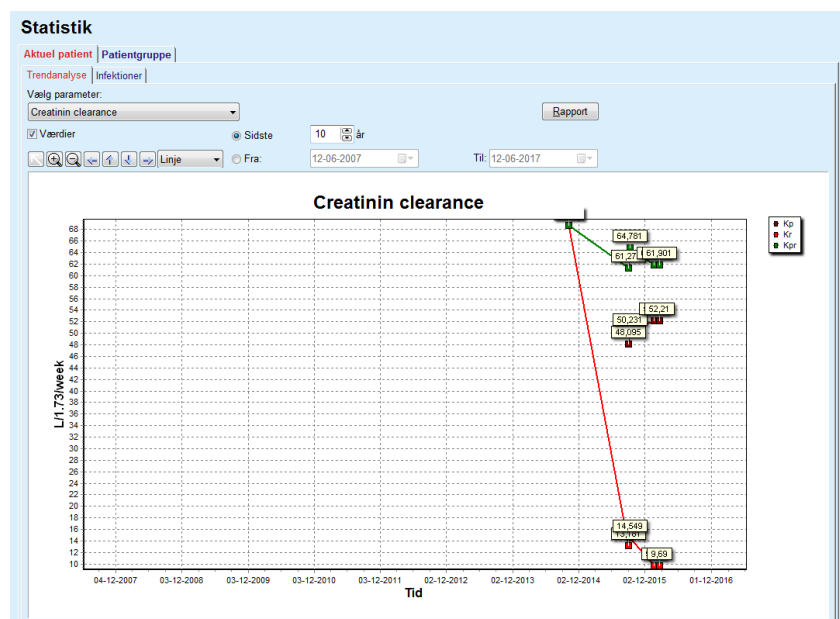 Statistik
Aktuel patient Patientgruppe
Trendanalyse Infektioner
Vælg parameter:
Creatinin clearance Rapport
Værdier Sidste 10 år
Linje Fra: 12-06-2007 Til: 12-06-2017
Creatinin clearance
Kp
Kr
Kpr
68
66
64
62
60
58
56
54
52
50
48
46
44
42
40
38
36
34
32
30
28
26
24
22
20
18
16
14
12
10
L/1.73/week
64,781
61,27 61,901
52,21
50,231
48,095
14,549
13,181
9,69
04-12-2007 03-12-2008 03-12-2009 03-12-2010 03-12-2011 02-12-2012 02-12-2013 02-12-2014 02-12-2015 01-12-2016
Tid